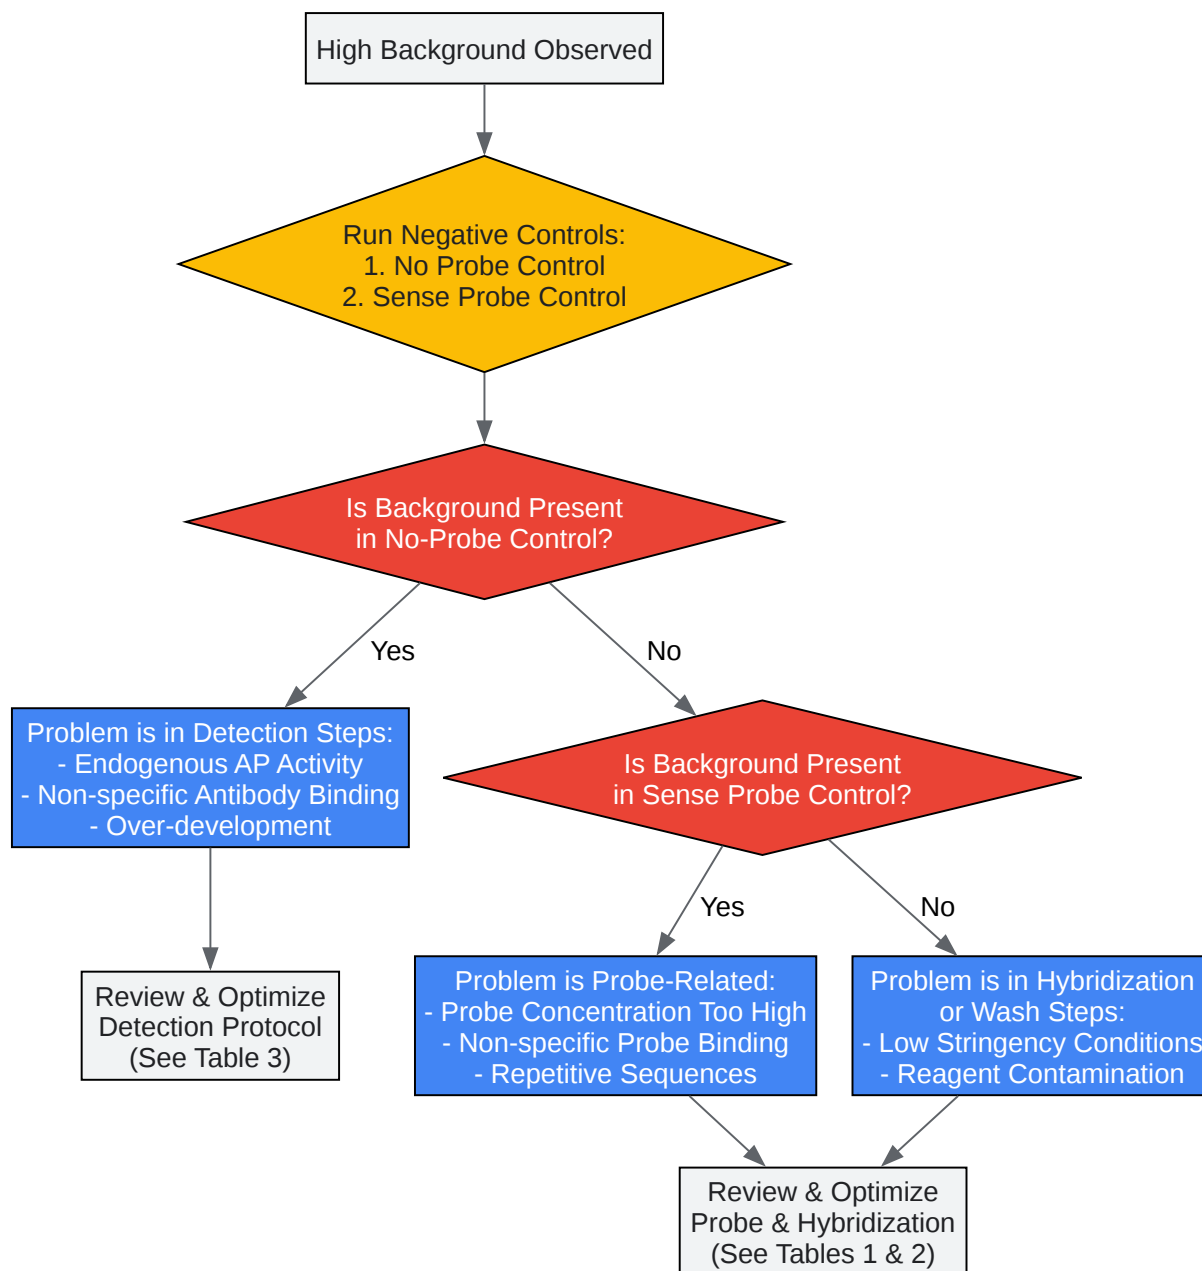 High Background Observed
Run Negative Controls:
1. No Probe Control
2. Sense Probe Control
Is Background Present
in No-Probe Control?
Yes
No
Problem is in Detection Steps:
- Endogenous AP Activity
- Non-specific Antibody Binding
- Over-development
Is Background Present
in Sense Probe Control?
Yes
No
Review & Optimize
Detection Protocol
(See Table 3)
Problem is Probe-Related:
- Probe Concentration Too High
- Non-specific Probe Binding
- Repetitive Sequences
Problem is in Hybridization
or Wash Steps:
- Low Stringency Conditions
- Reagent Contamination
Review & Optimize
Probe & Hybridization
(See Tables 1 & 2)